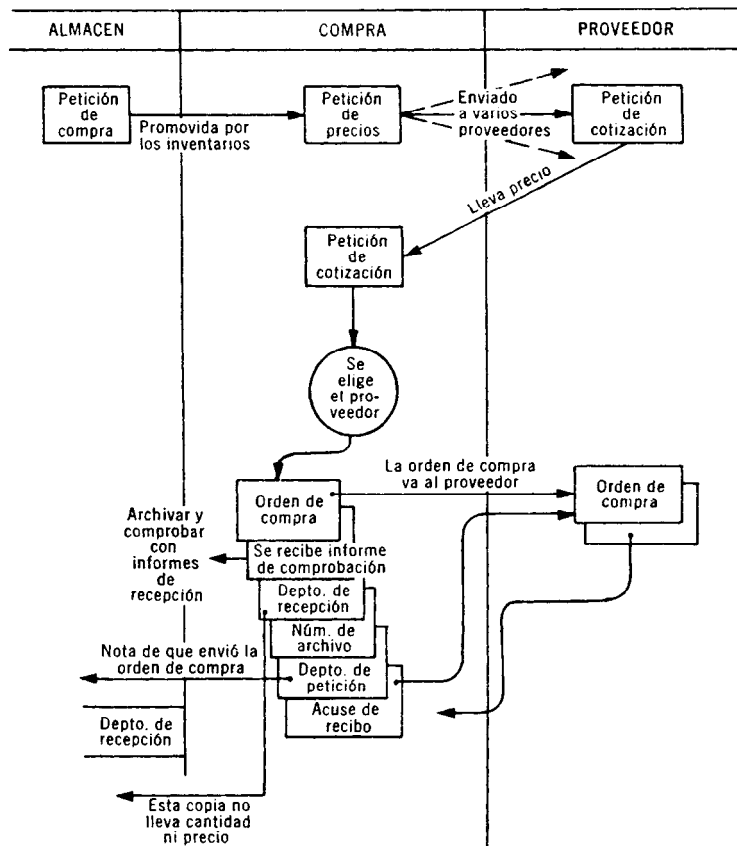 ALMACEN
COMPRA
PROVEEDOR
Petición
de
compra
Promovida por
los inventarios
Petición
de
precios
Enviado
a varios
proveedores
Petición
de
cotización
Lleva precio
Petición
de
cotización
Se
elige
el pro-
veedor
La orden de compra
va al proveedor
Orden de
compra
Orden de
compra
Archivar y
comprobar
con
informes
de
recepción
Se recibe informe
de comprobación
Depto. de
recepción
Núm. de
archivo
Nota de que envió la
orden de compra
Depto. de
petición
Acuse de
recibo
Depto. de
recepción
Esta copia no
lleva cantidad
ni precio